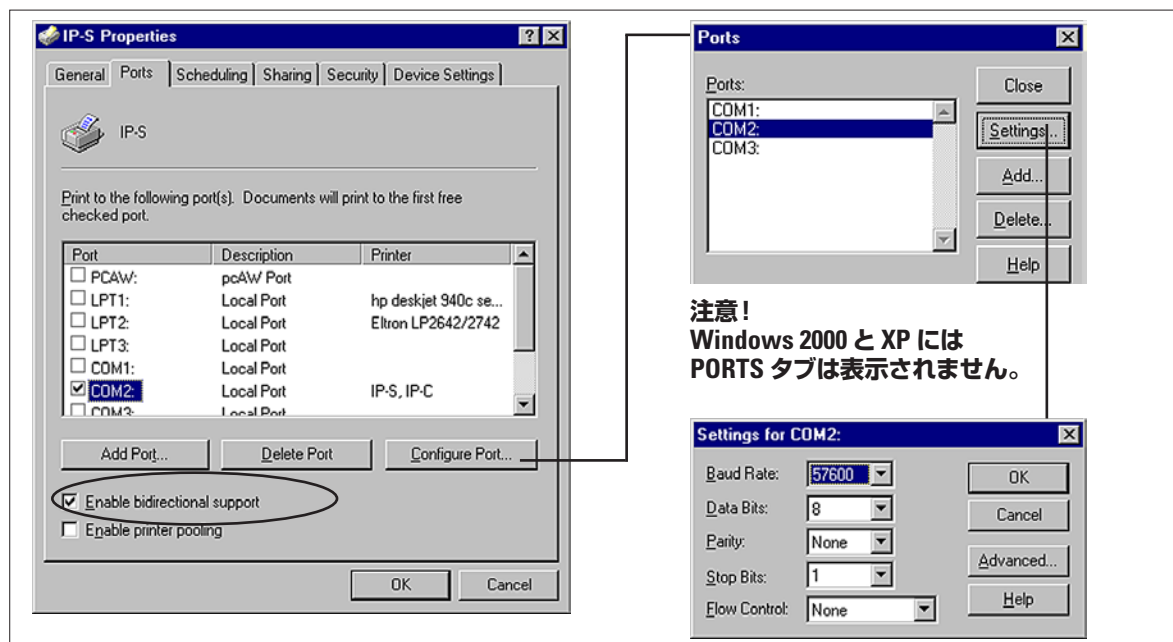 IP-S Properties
General Ports Scheduling Sharing Security Device Settings
IP-S
Print to the following port(s). Documents will print to the first free
checked port.
Port Description Printer
PCAW: pcAW Port
LPT1: Local Port hp deskjet 940c se...
LPT2: Local Port Eltron LP2642/2742
LPT3: Local Port
COM1: Local Port
COM2: Local Port IP-S, IP-C
COM3: Local Port
Add Port... Delete Port Configure Port...
Enable bidirectional support
Enable printer pooling
OK Cancel
Ports
Ports:
COM1:
COM2:
COM3:
Close
Settings...
Add...
Delete...
Help
注意!
Windows 2000 と XP には
PORTS タブは表示されません。
Settings for COM2:
Baud Rate: 57600
Data Bits: 8
Parity: None
Stop Bits: 1
Flow Control: None
OK
Cancel
Advanced...
Help